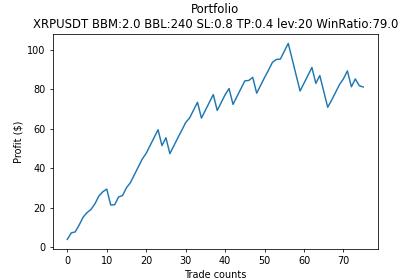 Portfolio
XRPUSDT BBM:2.0 BBL:240 SL:0.8 TP:0.4 lev:20 WinRatio:79.0
100
80
60
40
20
0
Profit ($)
0 10 20 30 40 50 60 70
Trade counts